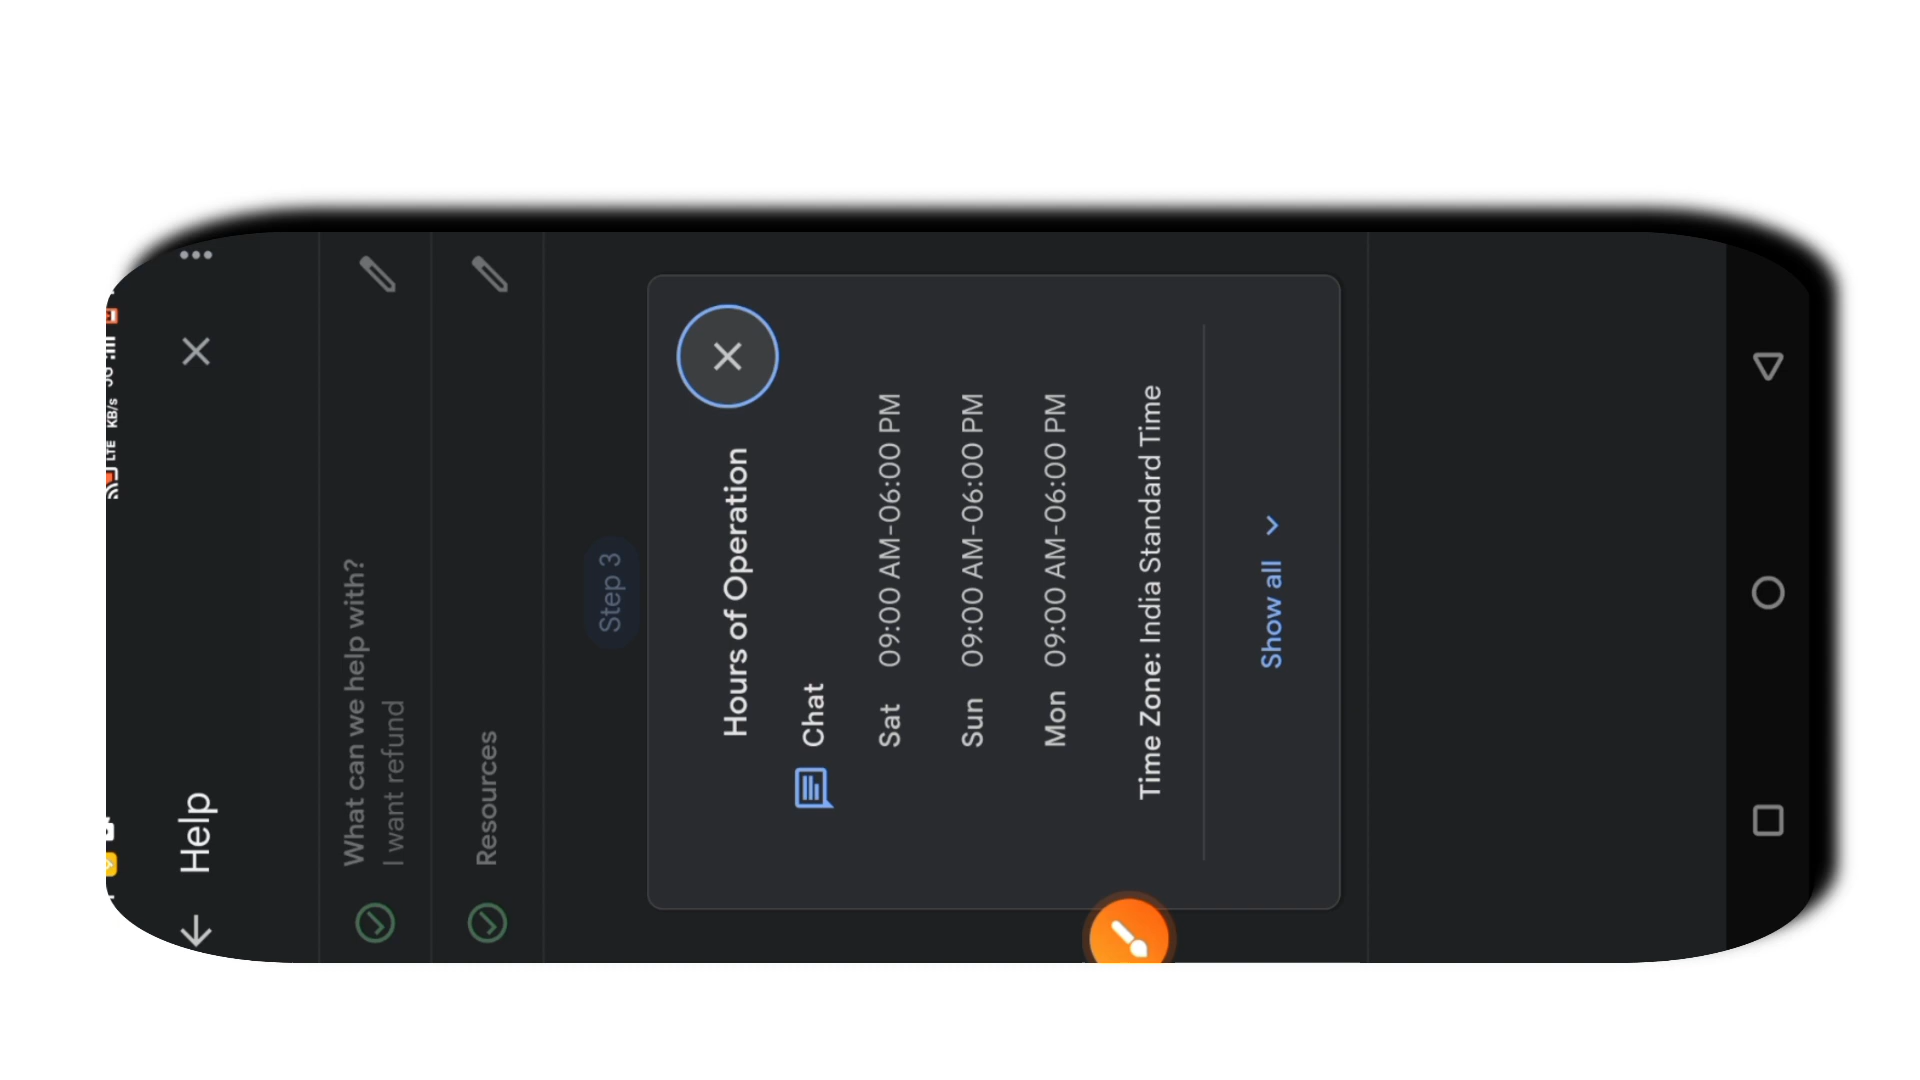 LTE KB/s
Help
What can we help with?
I want refund
Resources
Step 3
Hours of Operation
Chat
Sat 09:00 AM-06:00 PM
Sun 09:00 AM-06:00 PM
Mon 09:00 AM-06:00 PM
Time Zone: India Standard Time
Show all